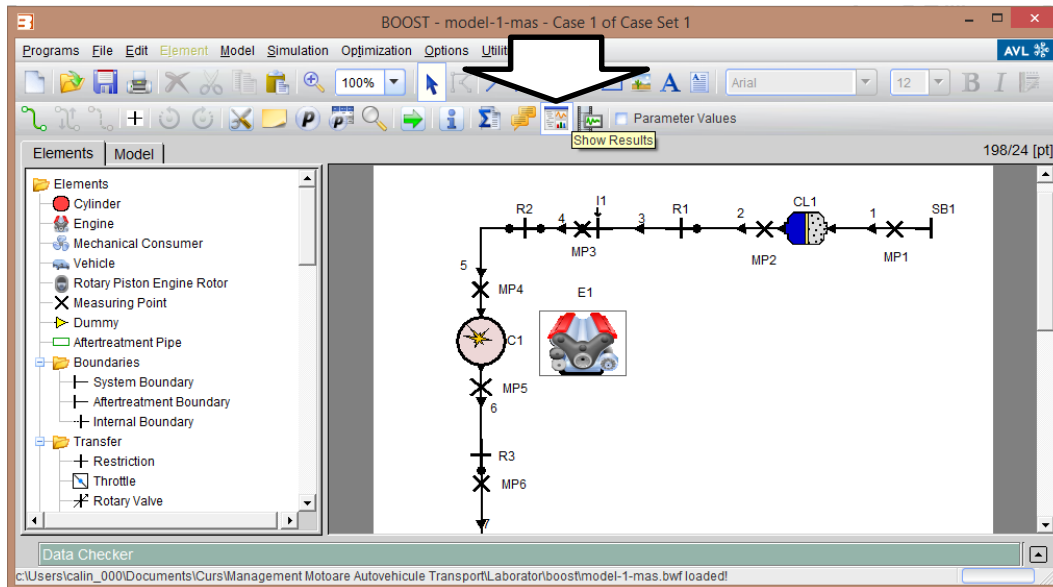 BOOST - model-1-mas - Case 1 of Case Set 1
Programs File Edit Element Model Simulation Optimization Options Utilit
AVL
100%
A
Arial
12
B I
P
P
i
Σ
Parameter Values
Show Results
Elements Model
198/24 [pt]
Elements
Cylinder
Engine
Mechanical Consumer
Vehicle
Rotary Piston Engine Rotor
Measuring Point
Dummy
Aftertreatment Pipe
Boundaries
System Boundary
Aftertreatment Boundary
Internal Boundary
Transfer
Restriction
Throttle
Rotary Valve
R2 4 I1 3 R1 2 CL1 1 SB1
MP3 MP2 MP1
5
MP4
E1
C1
MP5
6
R3
MP6
7
Data Checker
c:\Users\calin_000\Documents\Curs\Management Motoare Autovehicule Transport\Laborator\boost\model-1-mas.bwf loaded!